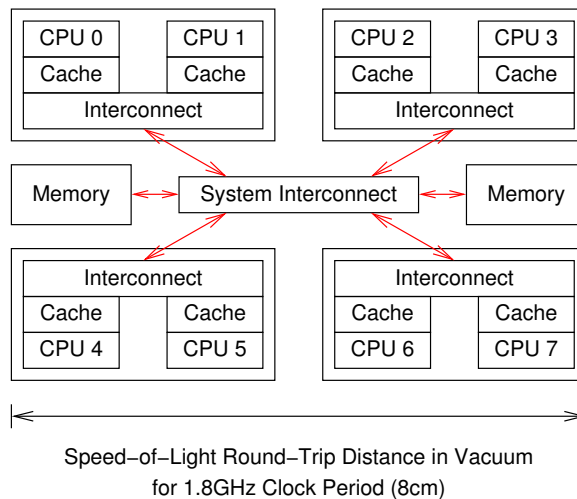 CPU 0 CPU 1 CPU 2 CPU 3
Cache Cache Cache Cache
Interconnect Interconnect
Memory System Interconnect Memory
Interconnect Interconnect
Cache Cache Cache Cache
CPU 4 CPU 5 CPU 6 CPU 7
Speed−of−Light Round−Trip Distance in Vacuum
for 1.8GHz Clock Period (8cm)